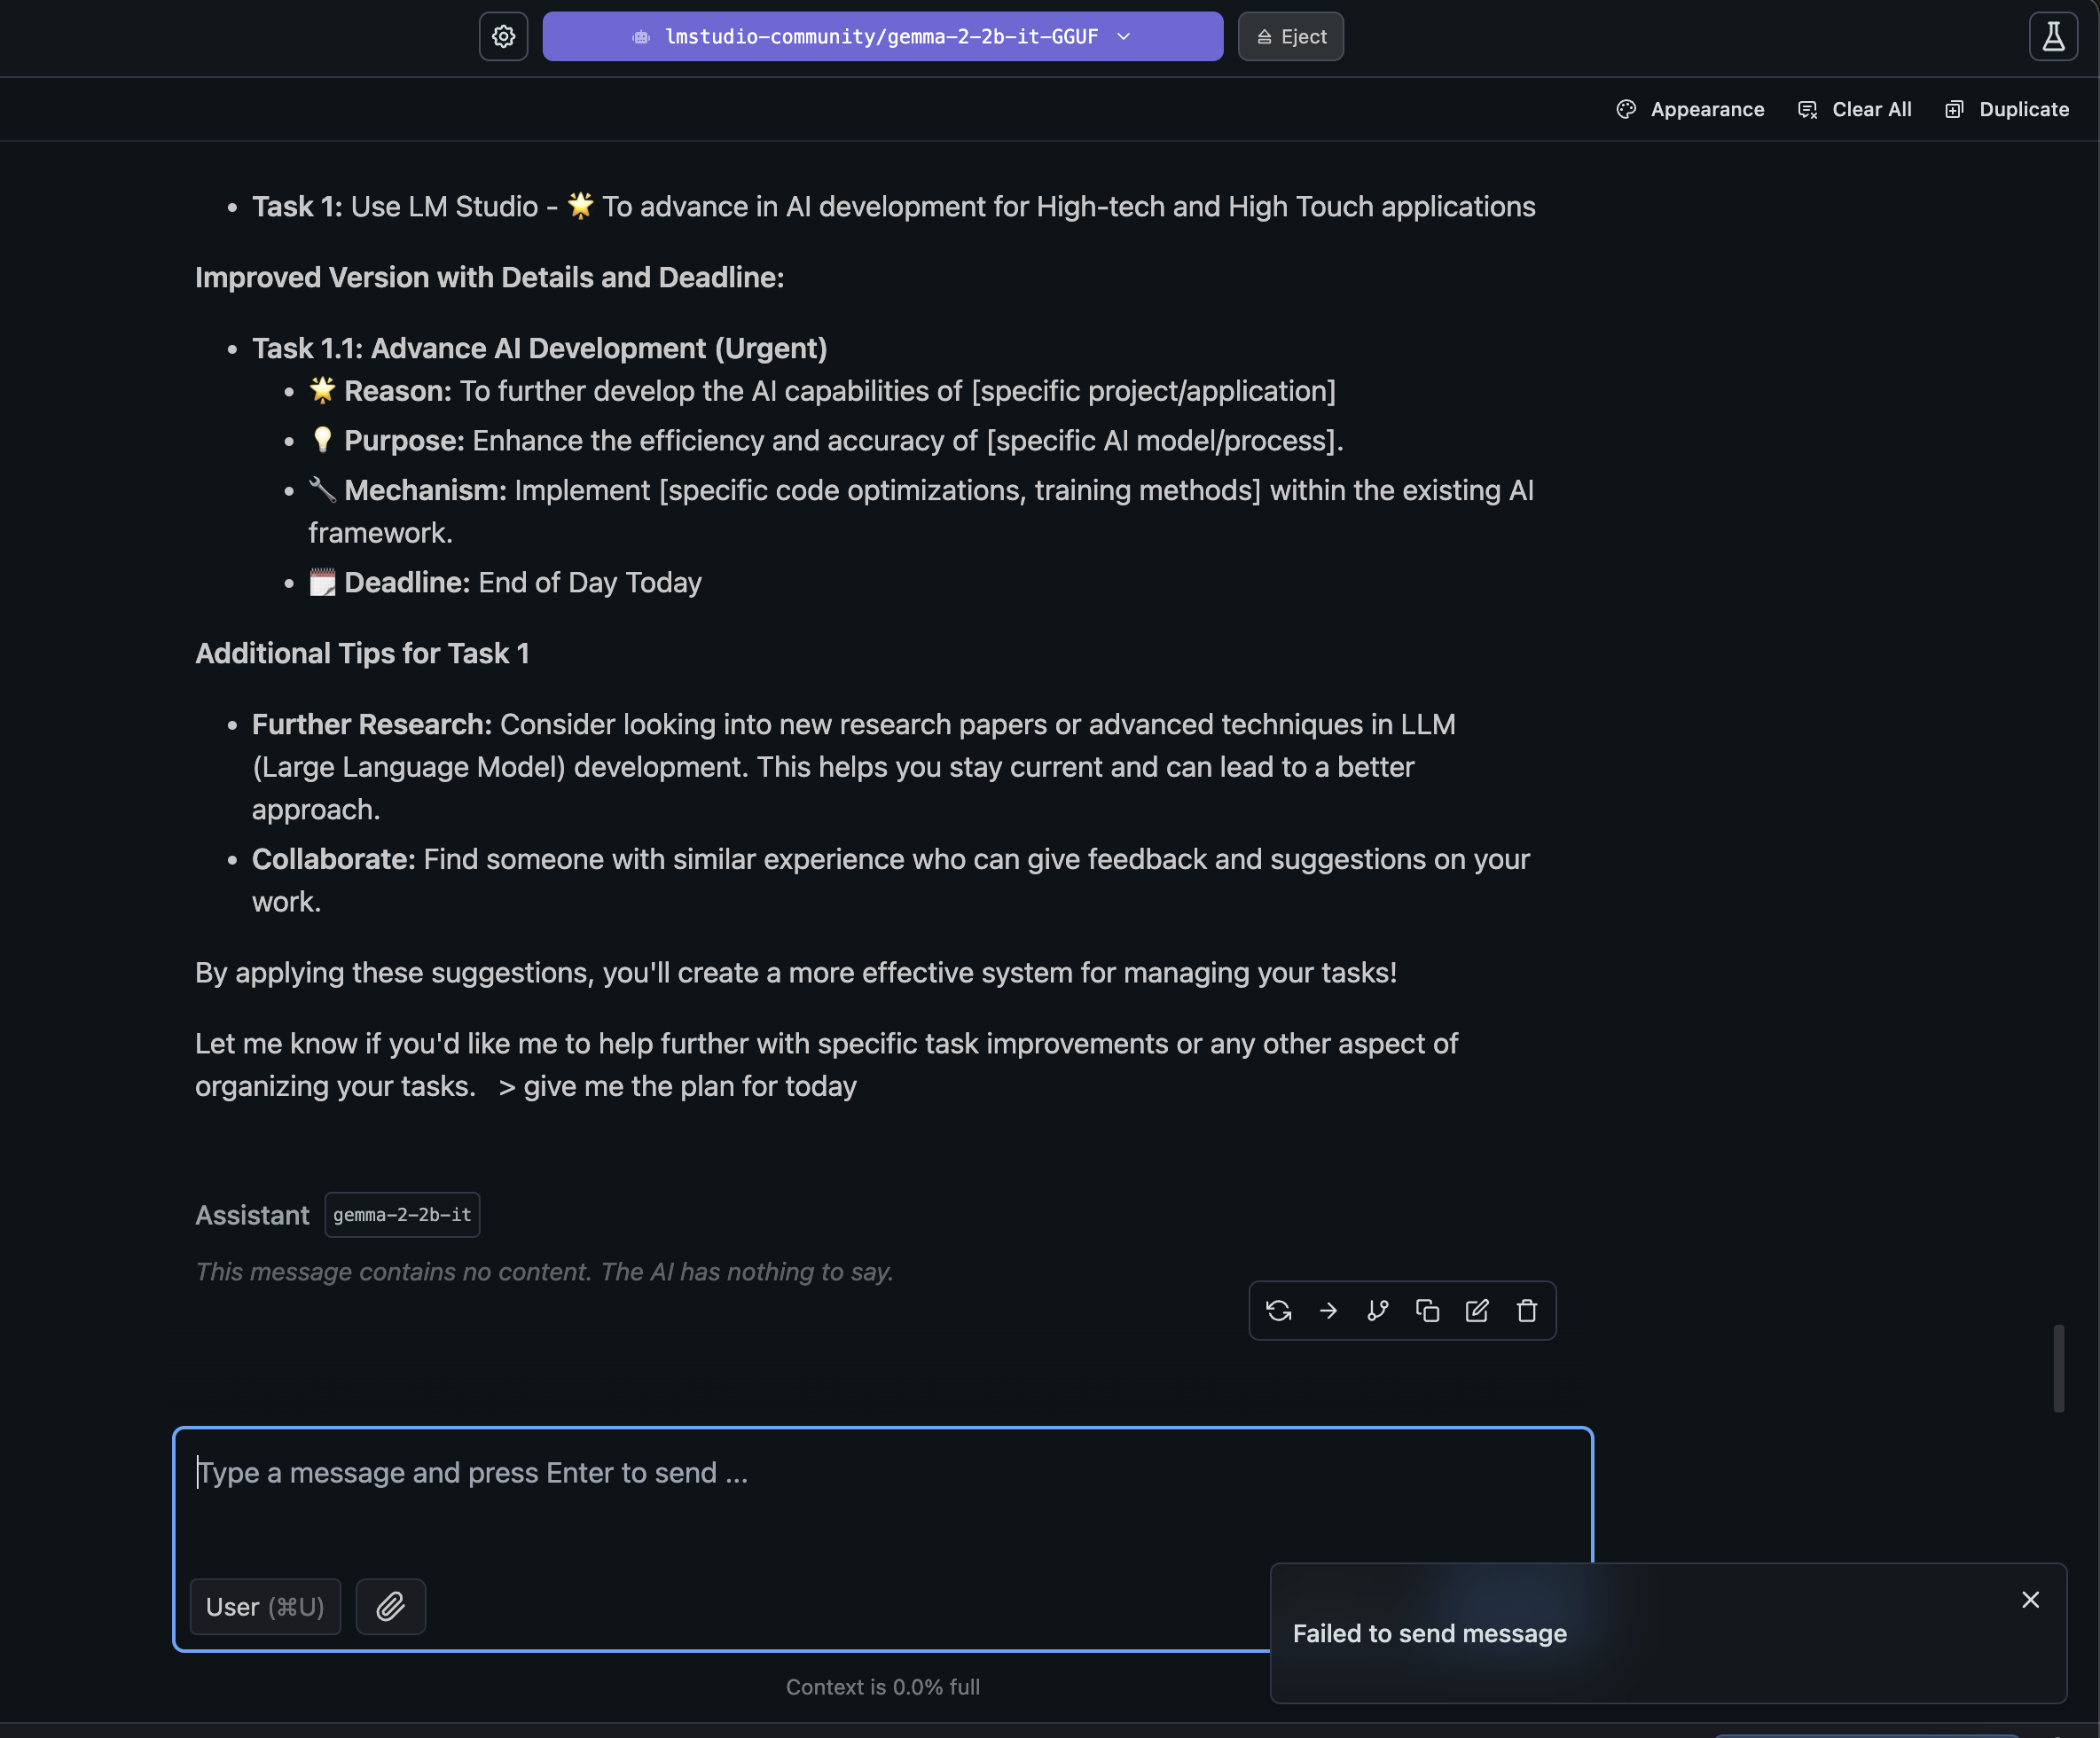 lmstudio-community/gemma-2-2b-it-GGUF
Eject
Appearance
Clear All
Duplicate
Task 1: Use LM Studio - 🌟 To advance in AI development for High-tech and High Touch applications
Improved Version with Details and Deadline:
Task 1.1: Advance AI Development (Urgent)
🌟 Reason: To further develop the AI capabilities of [specific project/application]
💡 Purpose: Enhance the efficiency and accuracy of [specific AI model/process].
🔧 Mechanism: Implement [specific code optimizations, training methods] within the existing AI
framework.
🗓️ Deadline: End of Day Today
Additional Tips for Task 1
Further Research: Consider looking into new research papers or advanced techniques in LLM
(Large Language Model) development. This helps you stay current and can lead to a better
approach.
Collaborate: Find someone with similar experience who can give feedback and suggestions on your
work.
By applying these suggestions, you'll create a more effective system for managing your tasks!
Let me know if you'd like me to help further with specific task improvements or any other aspect of
organizing your tasks. > give me the plan for today
Assistant gemma-2-2b-it
This message contains no content. The AI has nothing to say.
Type a message and press Enter to send ...
User (⌘U)
Failed to send message
Context is 0.0% full